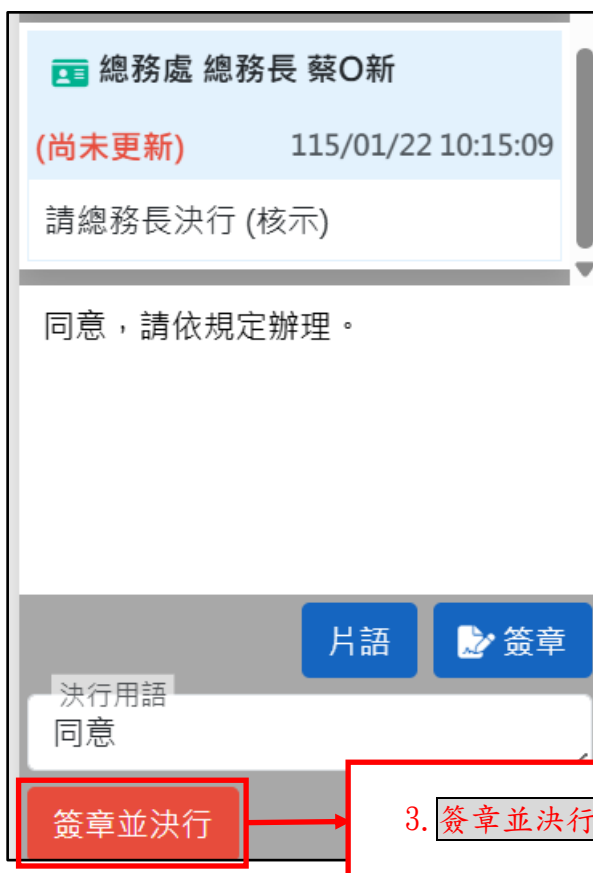 總務處 總務長 蔡O新
(尚未更新) 115/01/22 10:15:09
請總務長決行 (核示)
同意，請依規定辦理。
片語 簽章
決行用語
同意
簽章並決行
3. 簽章並決行